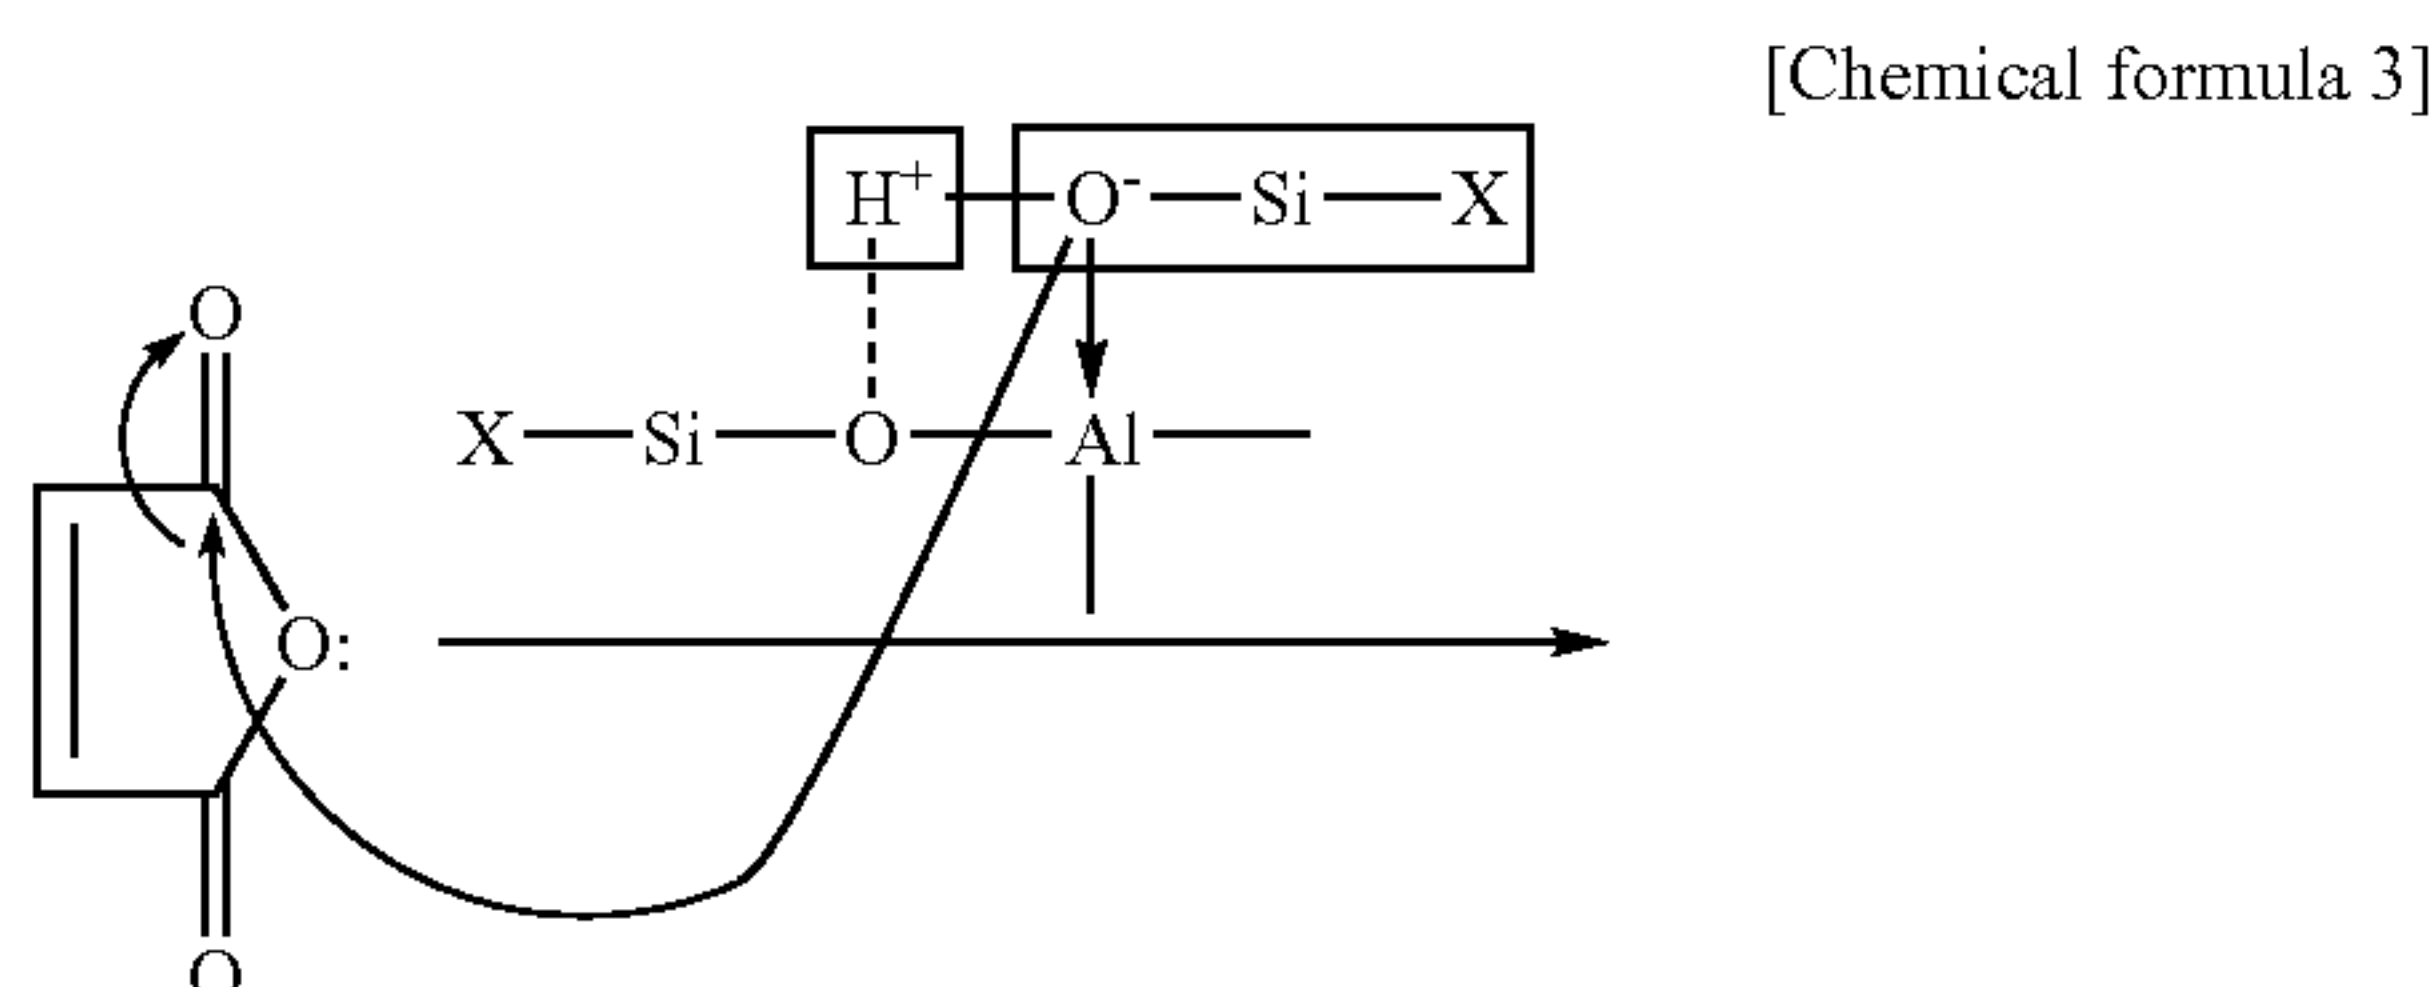 [Chemical formula 3]
H⁺ O⁻ Si X
O
X Si O Al
O:
O